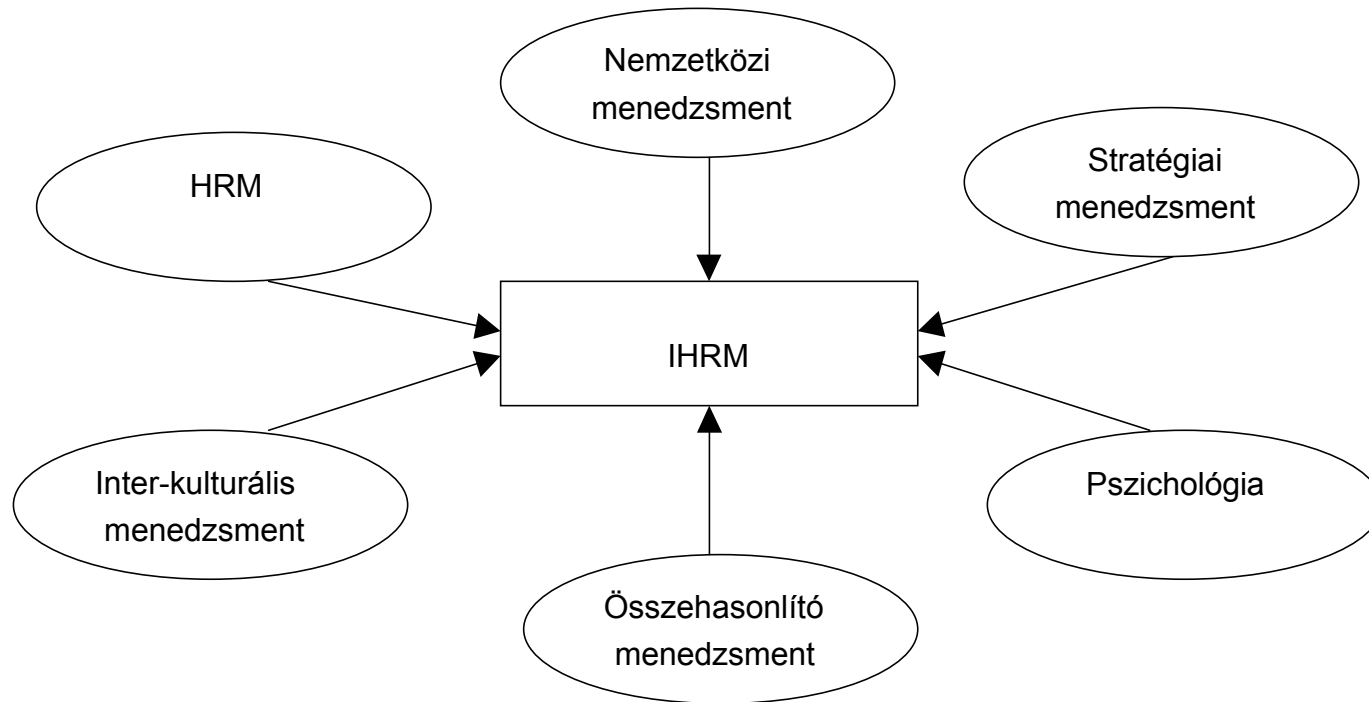 Nemzetközi
menedzsment
HRM
Stratégiai
menedzsment
IHRM
Inter-kulturális
menedzsment
Pszichológia
Összehasonlító
menedzsment